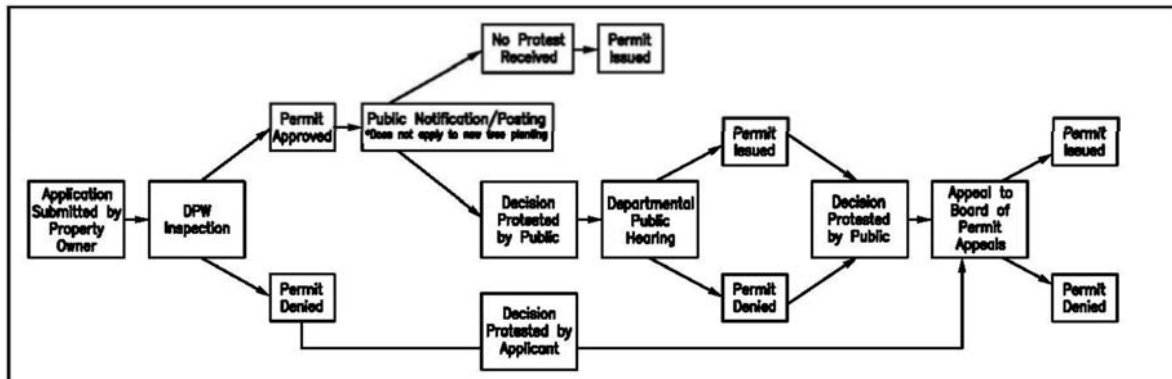 No Protest
Received
Permit
Issued
Permit
Approved
Public Notification/Posting
*Does not apply to new tree planting
Permit
Issued
Permit
Issued
Application
Submitted by
Property
Owner
DPW
Inspection
Decision
Protested
by Public
Departmental
Public
Hearing
Decision
Protested
by Public
Appeal to
Board of
Permit
Appeals
Permit
Denied
Decision
Protested by
Applicant
Permit
Denied
Permit
Denied